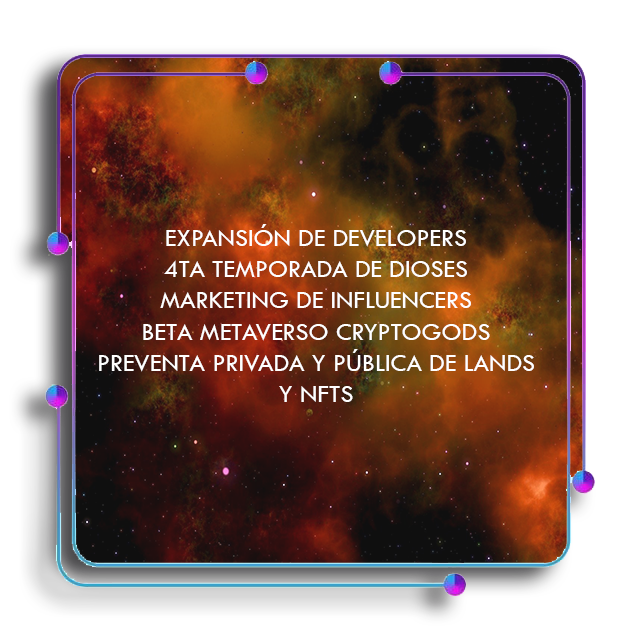 EXPANSIÓN DE DEVELOPERS
4TA TEMPORADA DE DIOSES
MARKETING DE INFLUENCERS
BETA METAVERSO CRYPTOGODS
PREVENTA PRIVADA Y PÚBLICA DE LANDS
Y NFTS